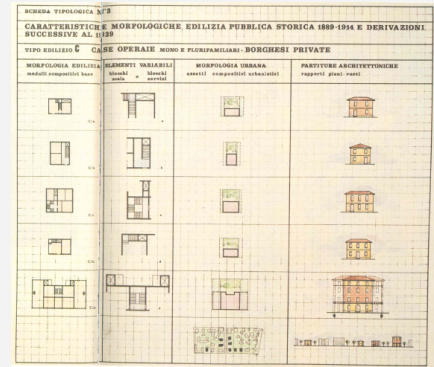 SCHEDA TIPOLOGICA N°3
CARATTERISTICHE MORFOLOGICHE EDILIZIA PUBBLICA STORICA 1889-1914 E DERIVAZIONI
SUCCESSIVE AL 1939
TIPO EDILIZIO C CASE OPERAIE MONO E PLURIFAMILIARI - BORGHESI PRIVATE
MORFOLOGIA EDILIZIA
moduli compositivi base
ELEMENTI VARIABILI
blocchi scala e blocchi servizi
MORFOLOGIA URBANA
assetti compositivi urbanistici
PARTITURE ARCHITETTONICHE
rapporti pieni-vuoti